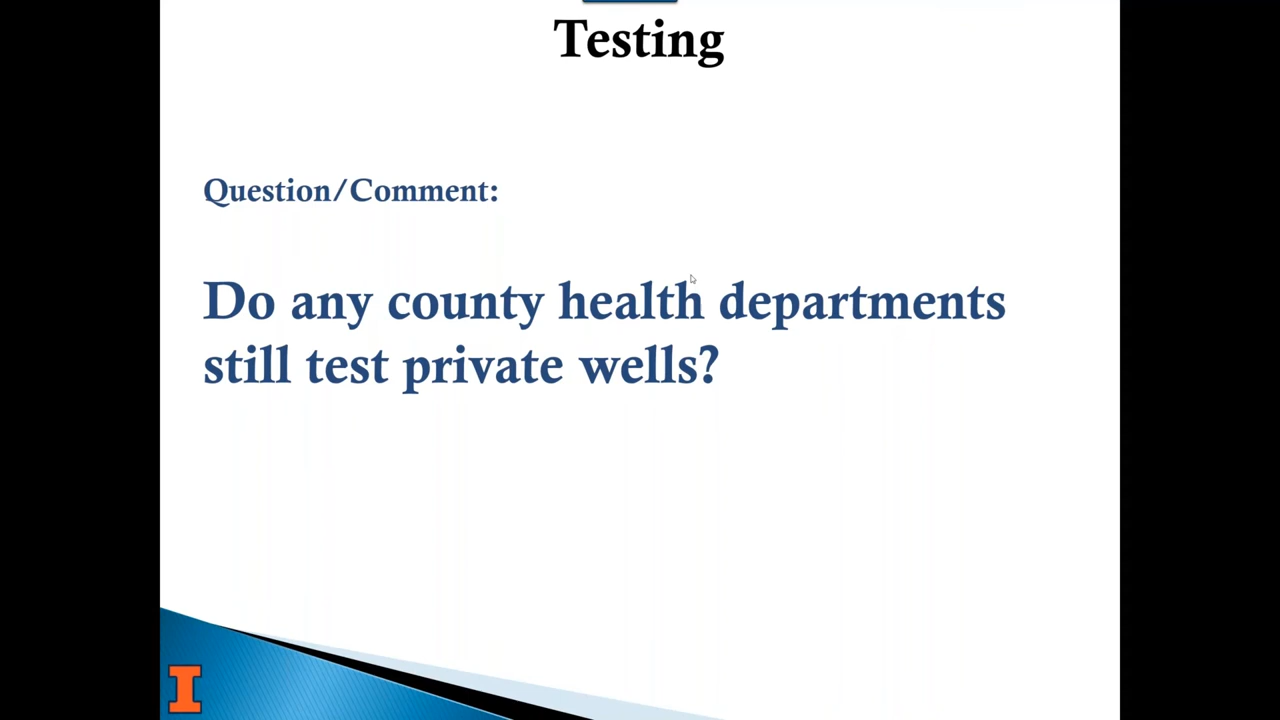 Testing
Question/Comment:
Do any county health departments
still test private wells?
I